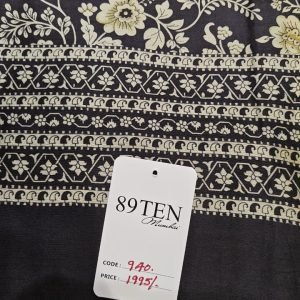 89TEN
Mumbai
CODE : 940.
PRICE : 1995/-